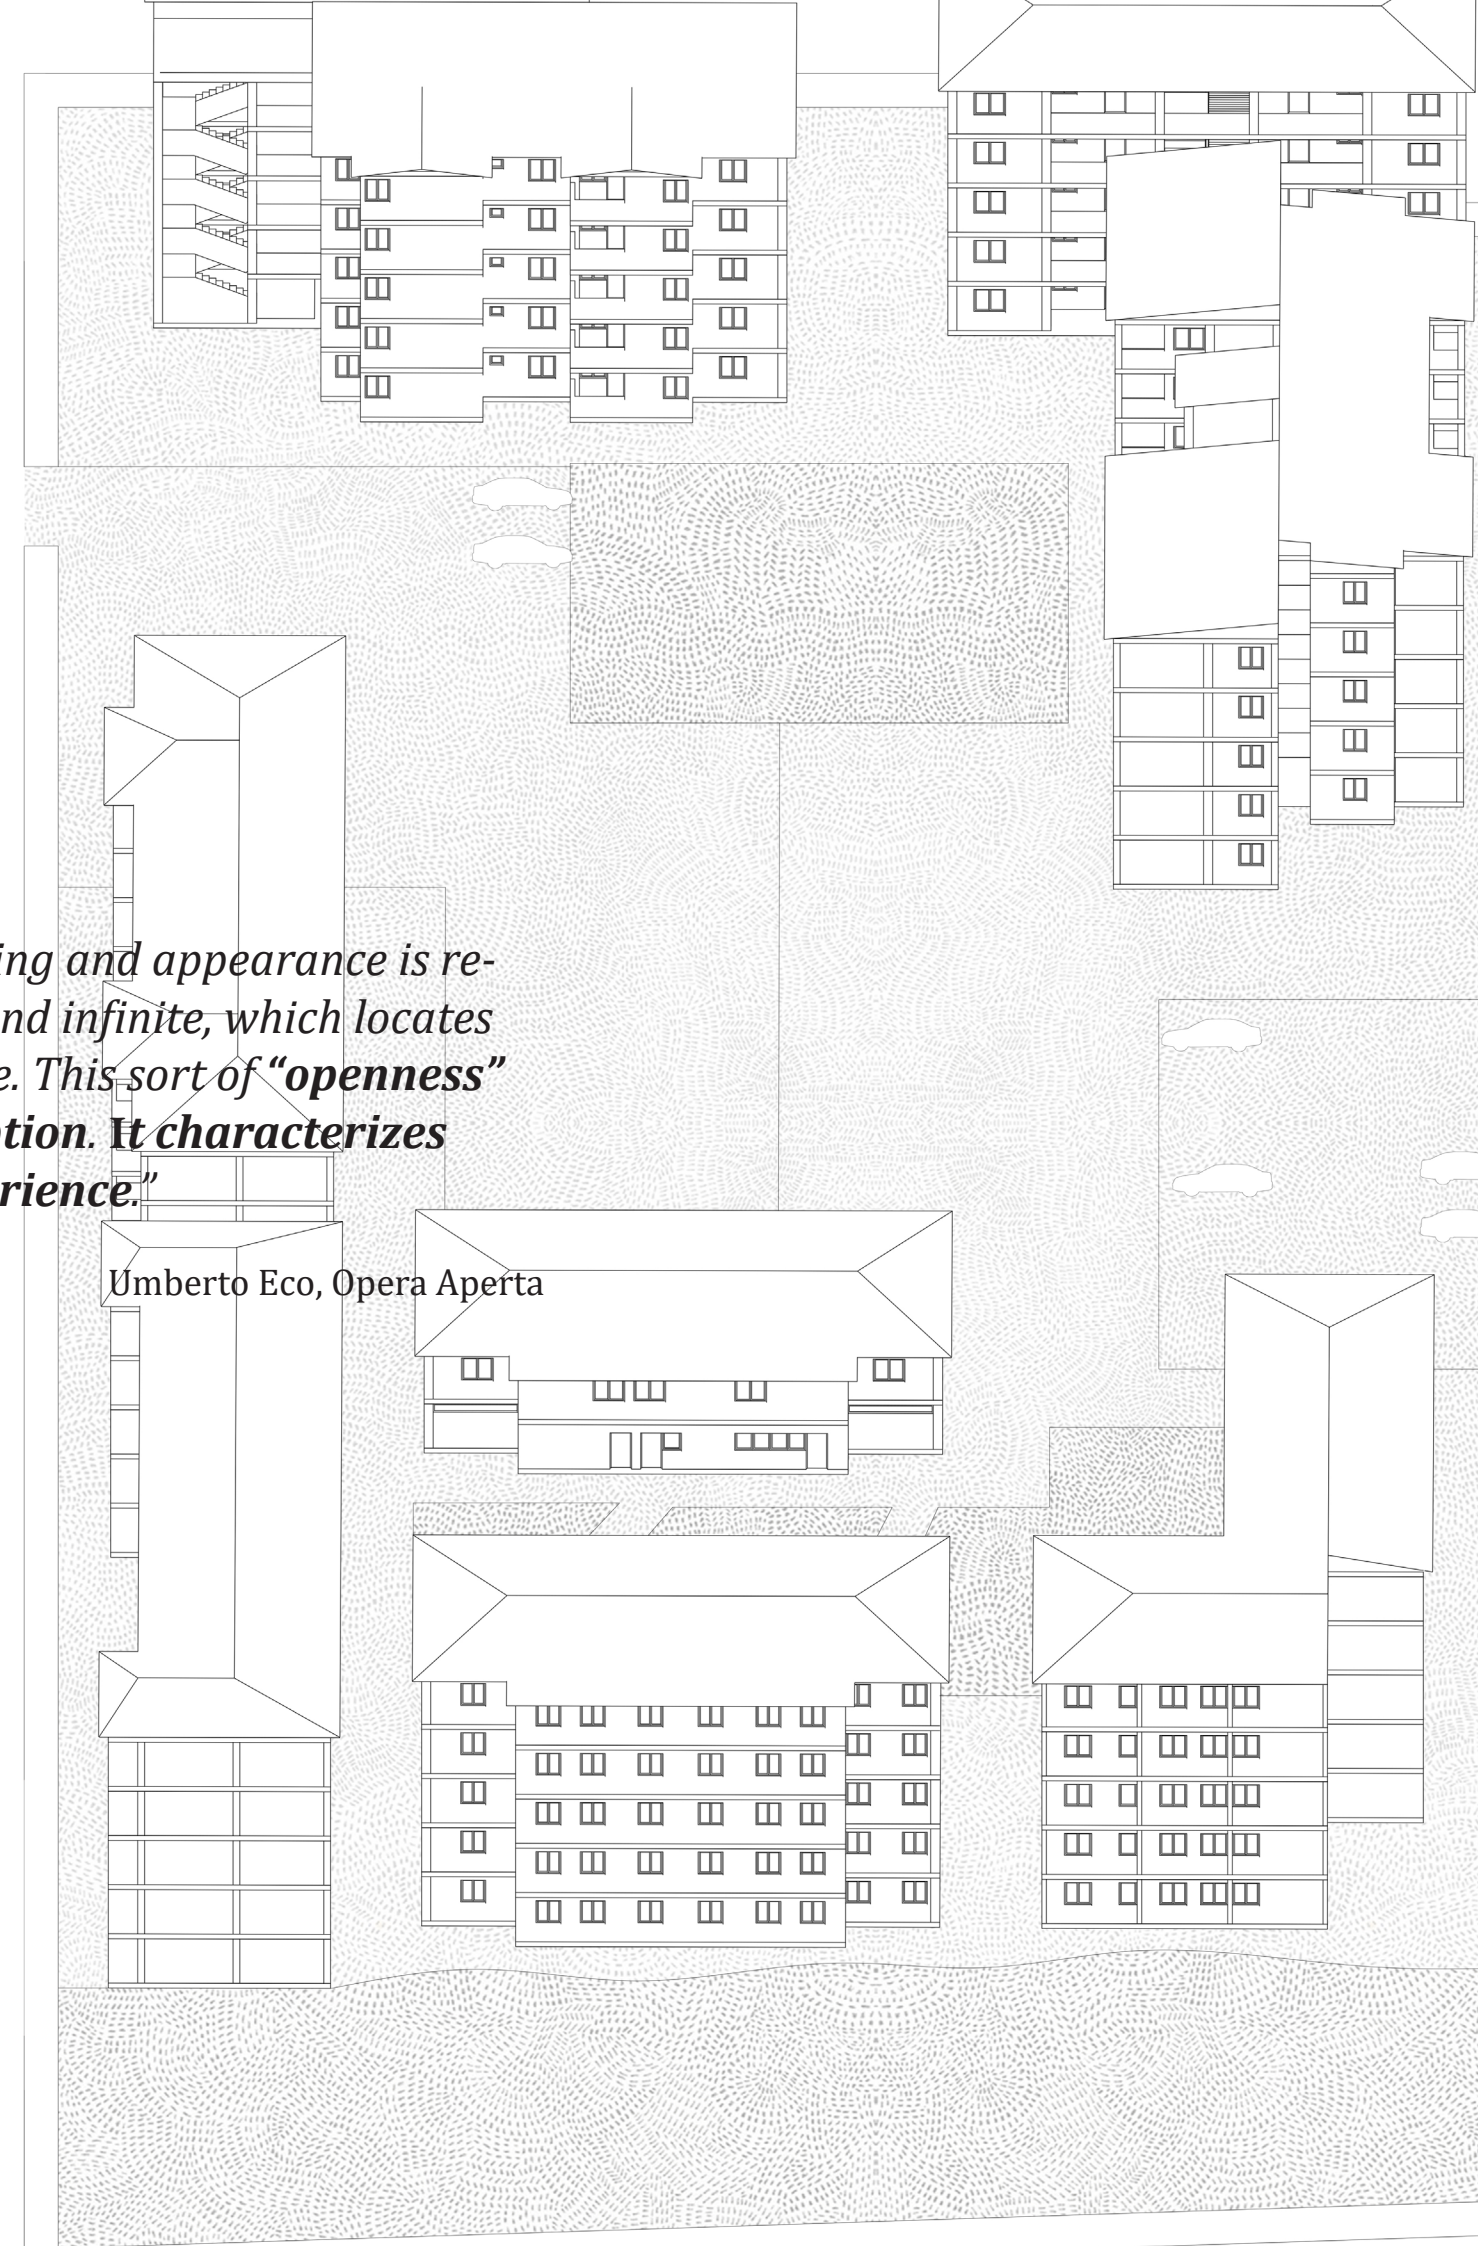 ing and appearance is re-
nd infinite, which locates
e. This sort of “openness”
tion. It characterizes
rience.”
Umberto Eco, Opera Aperta